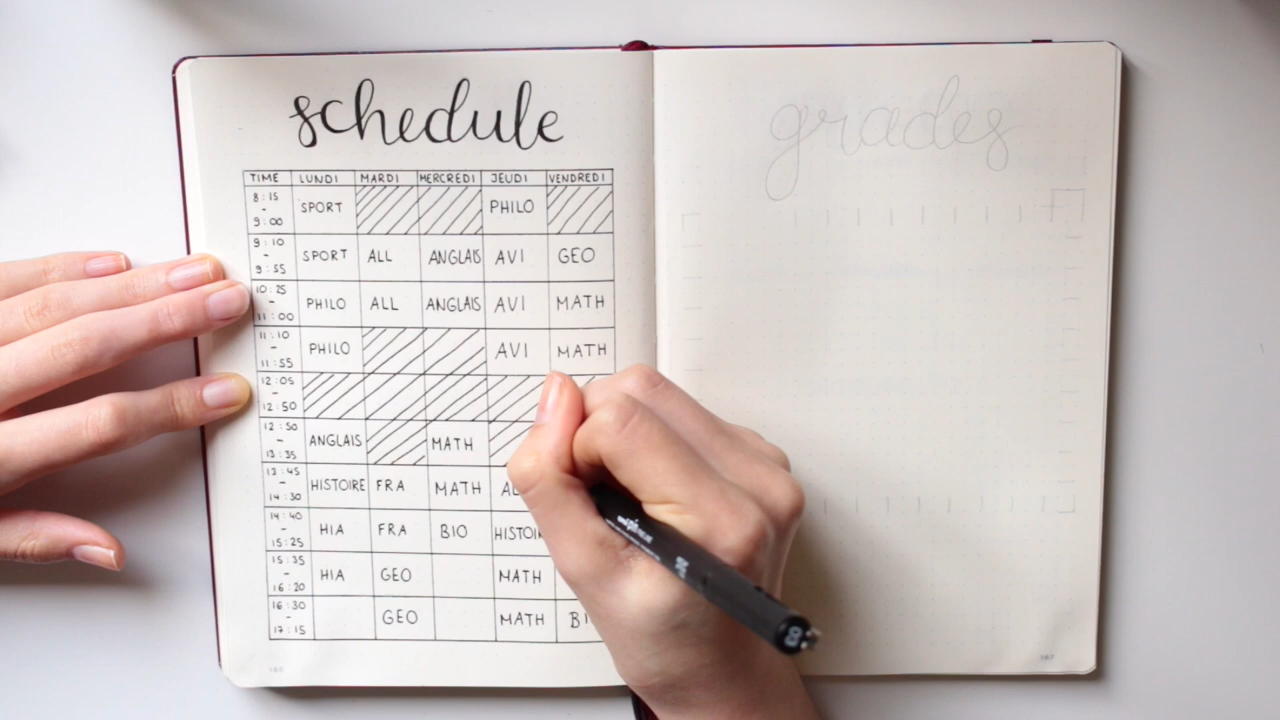 schedule
grades
TIME LUNDI MARDI MERCREDI JEUDI VENDREDI
8:15 - 9:00 SPORT PHILO
9:10 - 9:55 SPORT ALL ANGLAIS AVI GEO
10:25 - 11:00 PHILO ALL ANGLAIS AVI MATH
11:10 - 11:55 PHILO AVI MATH
12:05 - 12:50
12:50 - 13:35 ANGLAIS MATH
13:45 - 14:30 HISTOIRE FRA MATH
14:40 - 15:25 HIA FRA BIO
15:35 - 16:20 HIA GEO MATH
16:30 - 17:15 GEO MATH
167